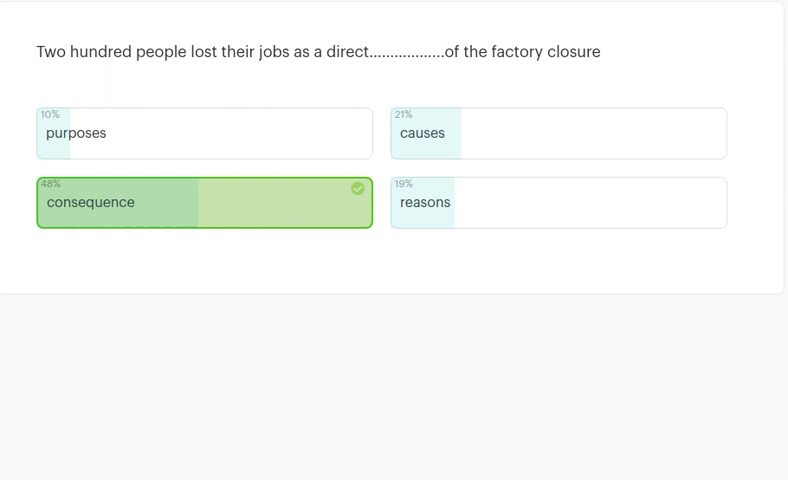 Two hundred people lost their jobs as a direct..................of the factory closure
10%
purposes
21%
causes
48%
consequence
19%
reasons